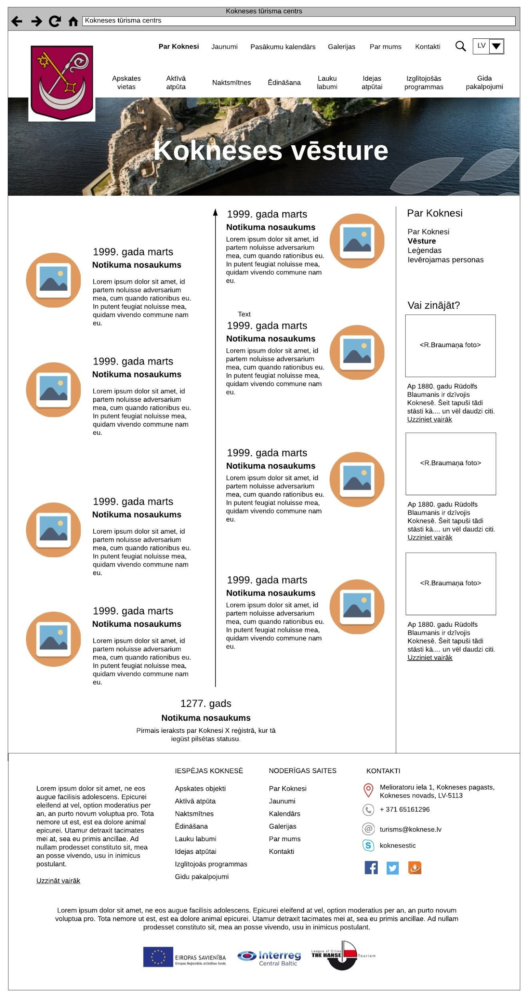 Kokneses tūrisma centrs
Kokneses tūrisma centrs
Par Koknesi
Jaunumi
Pasākumu kalendārs
Galerijas
Par mums
Kontakti
LV
Apskates
vietas
Aktīvā
atpūta
Naktsmītnes
Ēdināšana
Lauku
labumi
Idejas
atpūtai
Izglītojošās
programmas
Gida
pakalpojumi
Kokneses vēsture
1999. gada marts
Notikuma nosaukums
Lorem ipsum dolor sit amet, id
partem noluisse adversarium
mea, cum quando rationibus eu.
In putent feugiat noluisse mea,
quidam vivendo commune nam
eu.
1999. gada marts
Notikuma nosaukums
Lorem ipsum dolor sit amet, id
partem noluisse adversarium
mea, cum quando rationibus eu.
In putent feugiat noluisse mea,
quidam vivendo commune nam
eu.
1999. gada marts
Notikuma nosaukums
Lorem ipsum dolor sit amet, id
partem noluisse adversarium
mea, cum quando rationibus eu.
In putent feugiat noluisse mea,
quidam vivendo commune nam
eu.
1999. gada marts
Notikuma nosaukums
Lorem ipsum dolor sit amet, id
partem noluisse adversarium
mea, cum quando rationibus eu.
In putent feugiat noluisse mea,
quidam vivendo commune nam
eu.
1999. gada marts
Notikuma nosaukums
Lorem ipsum dolor sit amet, id
partem noluisse adversarium
mea, cum quando rationibus eu.
In putent feugiat noluisse mea,
quidam vivendo commune nam
eu.
Text
1999. gada marts
Notikuma nosaukums
Lorem ipsum dolor sit amet, id
partem noluisse adversarium
mea, cum quando rationibus eu.
In putent feugiat noluisse mea,
quidam vivendo commune nam
eu.
1999. gada marts
Notikuma nosaukums
Lorem ipsum dolor sit amet, id
partem noluisse adversarium
mea, cum quando rationibus eu.
In putent feugiat noluisse mea,
quidam vivendo commune nam
eu.
1999. gada marts
Notikuma nosaukums
Lorem ipsum dolor sit amet, id
partem noluisse adversarium
mea, cum quando rationibus eu.
In putent feugiat noluisse mea,
quidam vivendo commune nam
eu.
1277. gads
Notikuma nosaukums
Pirmais ieraksts par Koknesi X reģistrā, kur tā
iegūst pilsētas statusu.
Par Koknesi
Par Koknesi
Vēsture
Leģendas
Ievērojamas personas
Vai zinājāt?
<R.Braumaņa foto>
Ap 1880. gadu Rūdolfs
Blaumanis ir dzīvojis
Koknesē. Šeit tapuši tādi
stāsti kā.... un vēl daudzi citi.
Uzziniet vairāk
<R.Braumaņa foto>
Ap 1880. gadu Rūdolfs
Blaumanis ir dzīvojis
Koknesē. Šeit tapuši tādi
stāsti kā.... un vēl daudzi citi.
Uzziniet vairāk
<R.Braumaņa foto>
Ap 1880. gadu Rūdolfs
Blaumanis ir dzīvojis
Koknesē. Šeit tapuši tādi
stāsti kā.... un vēl daudzi citi.
Uzziniet vairāk
Lorem ipsum dolor sit amet, ne eos
augue facilisis adolescens. Epicurei
eleifend at vel, option moderatius per
an, an purto novum voluptua pro. Tota
nemore ut est, est ea dolore animal
epicurei. Utamur detraxit tacimates
mei at, sea eu primis ancillae. Ad
nullam prodesset constituto sit, mea
an posse vivendo, usu in inimicus
postulant.
Uzzināt vairāk
IESPĒJAS KOKNESĒ
Apskates objekti
Aktīvā atpūta
Naktsmītnes
Ēdināšana
Lauku labumi
Idejas atpūtai
Izglītojoās programmas
Gidu pakalpojumi
NODERĪGAS SAITES
Par Koknesi
Jaunumi
Kalendārs
Galerijas
Par mums
Kontakti
KONTAKTI
Melioratoru iela 1, Kokneses pagasts,
Kokneses novads, LV-5113
+ 371 65161296
turisms@koknese.lv
koknesestic
Lorem ipsum dolor sit amet, ne eos augue facilisis adolescens. Epicurei eleifend at vel, option moderatius per an, an purto novum
voluptua pro. Tota nemore ut est, est ea dolore animal epicurei. Utamur detraxit tacimates mei at, sea eu primis ancillae. Ad nullam
prodesset constituto sit, mea an posse vivendo, usu in inimicus postulant.
EIROPAS SAVIENĪBA
Eiropas Reģionālās attīstības fonds
Interreg
Central Baltic
League of Cities
THE HANSE
Tourism